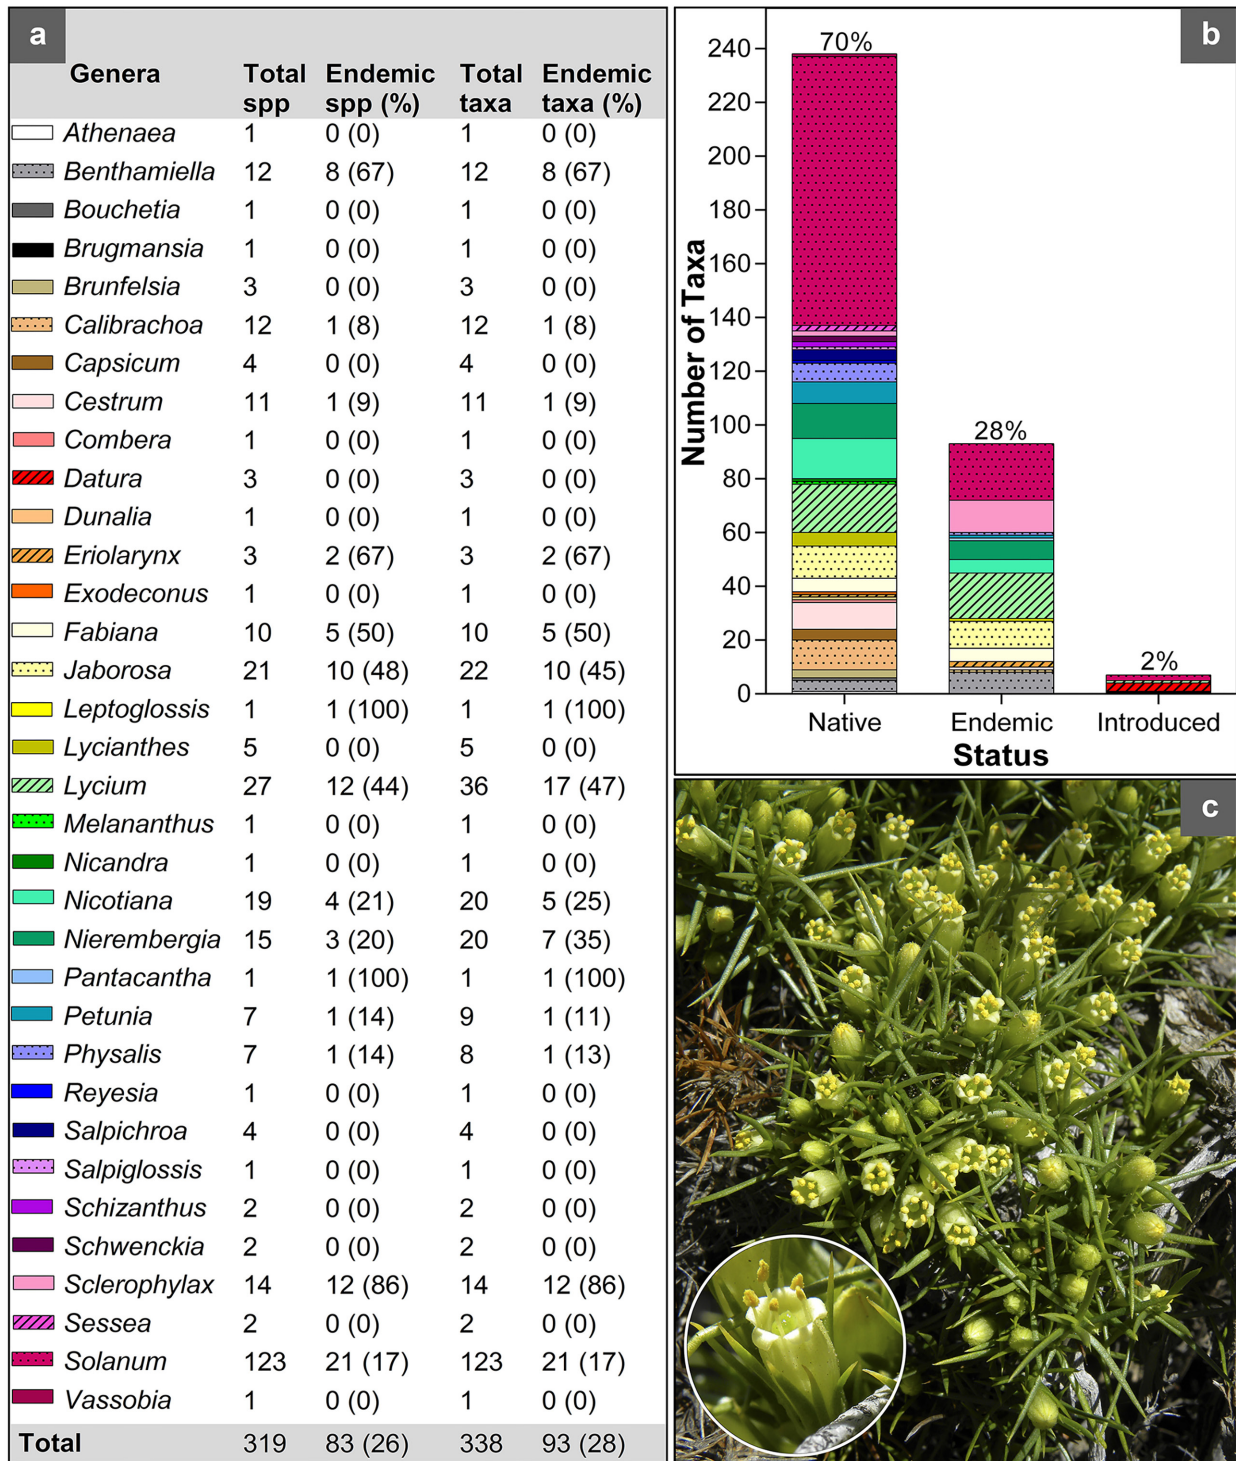 a
Genera Total spp Endemic spp (%) Total taxa Endemic taxa (%)
Athenaea 1 0 (0) 1 0 (0)
Benthamiella 12 8 (67) 12 8 (67)
Bouchetia 1 0 (0) 1 0 (0)
Brugmansia 1 0 (0) 1 0 (0)
Brunfelsia 3 0 (0) 3 0 (0)
Calibrachoa 12 1 (8) 12 1 (8)
Capsicum 4 0 (0) 4 0 (0)
Cestrum 11 1 (9) 11 1 (9)
Combera 1 0 (0) 1 0 (0)
Datura 3 0 (0) 3 0 (0)
Dunalia 1 0 (0) 1 0 (0)
Eriolarynx 3 2 (67) 3 2 (67)
Exodeconus 1 0 (0) 1 0 (0)
Fabiana 10 5 (50) 10 5 (50)
Jaborosa 21 10 (48) 22 10 (45)
Leptoglossis 1 1 (100) 1 1 (100)
Lycianthes 5 0 (0) 5 0 (0)
Lycium 27 12 (44) 36 17 (47)
Melananthus 1 0 (0) 1 0 (0)
Nicandra 1 0 (0) 1 0 (0)
Nicotiana 19 4 (21) 20 5 (25)
Nierembergia 15 3 (20) 20 7 (35)
Pantacantha 1 1 (100) 1 1 (100)
Petunia 7 1 (14) 9 1 (11)
Physalis 7 1 (14) 8 1 (13)
Reyesia 1 0 (0) 1 0 (0)
Salpichroa 4 0 (0) 4 0 (0)
Salpiglossis 1 0 (0) 1 0 (0)
Schizanthus 2 0 (0) 2 0 (0)
Schwenckia 2 0 (0) 2 0 (0)
Sclerophylax 14 12 (86) 14 12 (86)
Sessea 2 0 (0) 2 0 (0)
Solanum 123 21 (17) 123 21 (17)
Vassobia 1 0 (0) 1 0 (0)
Total 319 83 (26) 338 93 (28)
b
Number of Taxa
240
220
200
180
160
140
120
100
80
60
40
20
0
70%
28%
2%
Native Endemic Introduced
Status
c